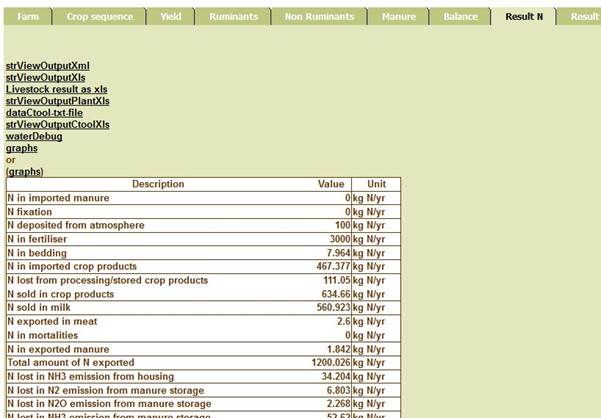 Farm Crop sequence Yield Ruminants Non Ruminants Manure Balance Result N Result
strViewOutputXml
strViewOutputXls
Livestock result as xls
strViewOutputPlantXls
dataCtool-txt-file
strViewOutputCtoolXls
waterDebug
graphs
or
(graphs)
Description Value Unit
N in imported manure 0 kg N/yr
N fixation 0 kg N/yr
N deposited from atmosphere 100 kg N/yr
N in fertiliser 3000 kg N/yr
N in bedding 7.964 kg N/yr
N in imported crop products 467.377 kg N/yr
N lost from processing/stored crop products 111.05 kg N/yr
N sold in crop products 634.66 kg N/yr
N sold in milk 560.923 kg N/yr
N exported in meat 2.6 kg N/yr
N in mortalities 0 kg N/yr
N in exported manure 1.842 kg N/yr
Total amount of N exported 1200.026 kg N/yr
N lost in NH3 emission from housing 34.204 kg N/yr
N lost in N2 emission from manure storage 6.803 kg N/yr
N lost in N2O emission from manure storage 2.268 kg N/yr
N lost in NH3 emission from manure storage 52.62 kg N/yr